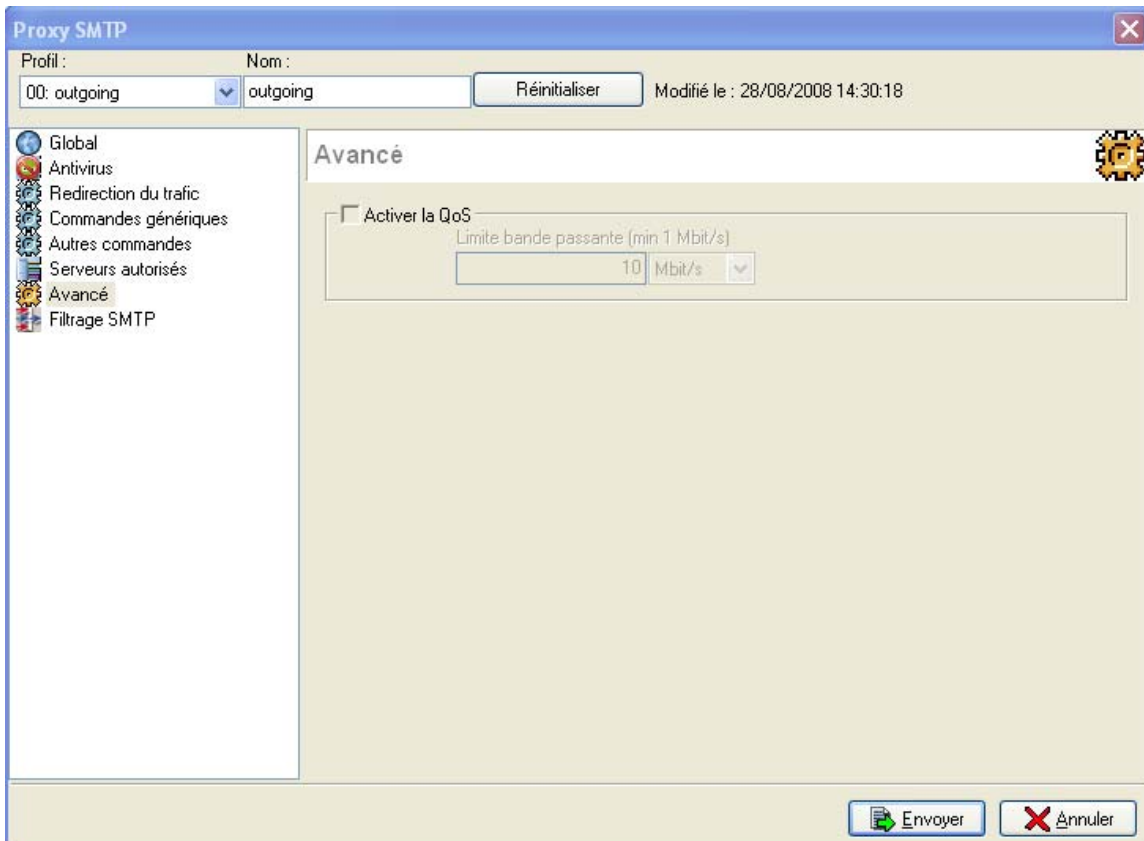 Proxy SMTP
Profil :
Nom :
00: outgoing
outgoing
Réinitialiser
Modifié le : 28/08/2008 14:30:18
Global
Antivirus
Redirection du trafic
Commandes génériques
Autres commandes
Serveurs autorisés
Avancé
Filtrage SMTP
Avancé
Activer la QoS
Limite bande passante (min 1 Mbit/s)
10 Mbit/s
Envoyer
Annuler